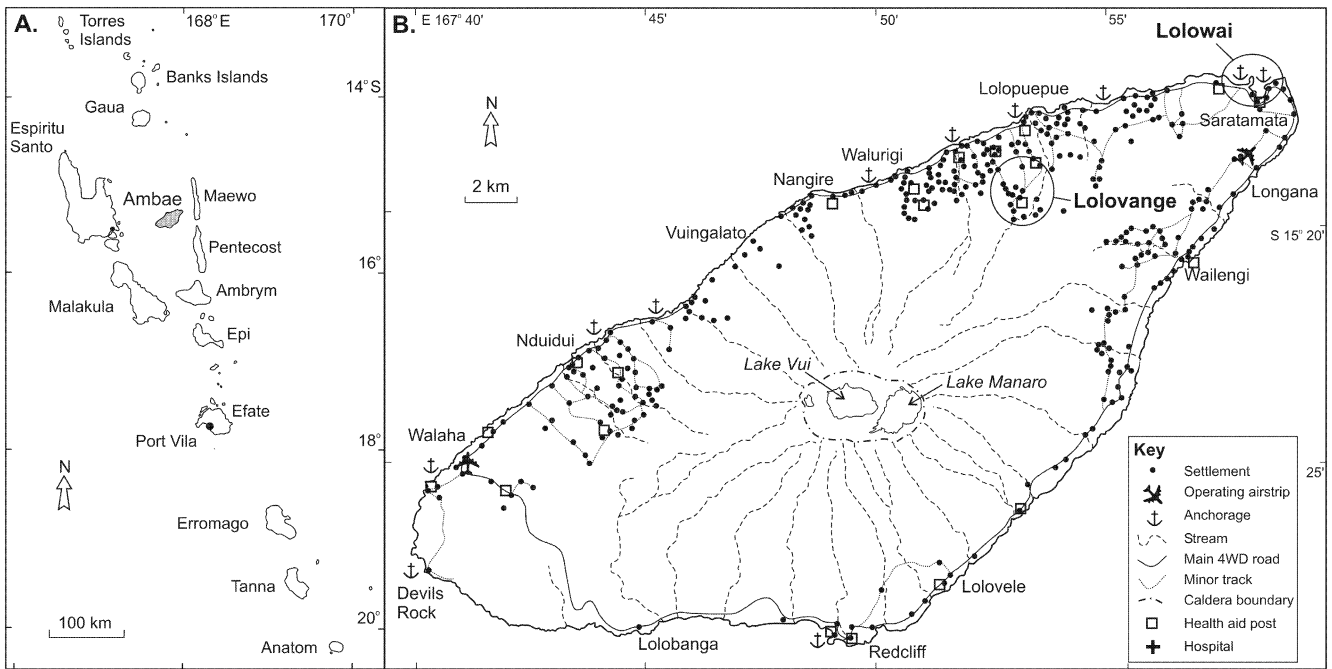 A.
168° E
170°
Torres
Islands
Banks Islands
14° S
Gaua
Espiritu
Santo
Ambae
Maewo
Pentecost
16°
Malakula
Ambrym
Epi
Efate
Port Vila
18°
N
Erromago
Tanna
100 km
20°
Anatom
B.
E 167° 40'
45'
50'
55'
Lolowai
N
2 km
Lolopuepue
Saratamata
Walurigi
Nangire
Longana
Lolovange
Vuingalato
S 15° 20'
Wailengi
Nduidui
Lake Vui
Lake Manaro
Walaha
25'
Devils
Rock
Lolovele
Lolobanga
Redcliff
Key
Settlement
Operating airstrip
Anchorage
Stream
Main 4WD road
Minor track
Caldera boundary
Health aid post
Hospital